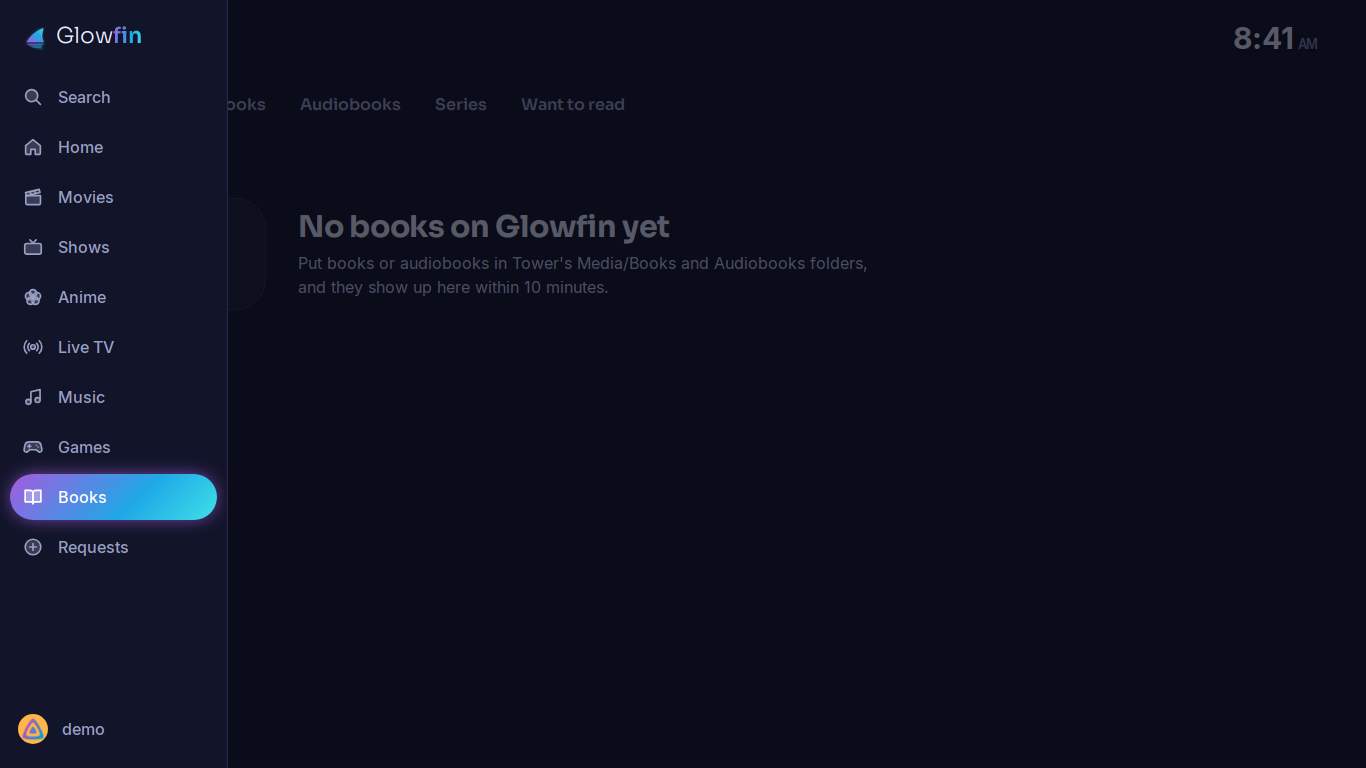 Glowfin
8:41 AM
Search
Home
Movies
Shows
Anime
Live TV
Music
Games
Books
Requests
demo
ooks Audiobooks Series Want to read
No books on Glowfin yet
Put books or audiobooks in Tower's Media/Books and Audiobooks folders,
and they show up here within 10 minutes.